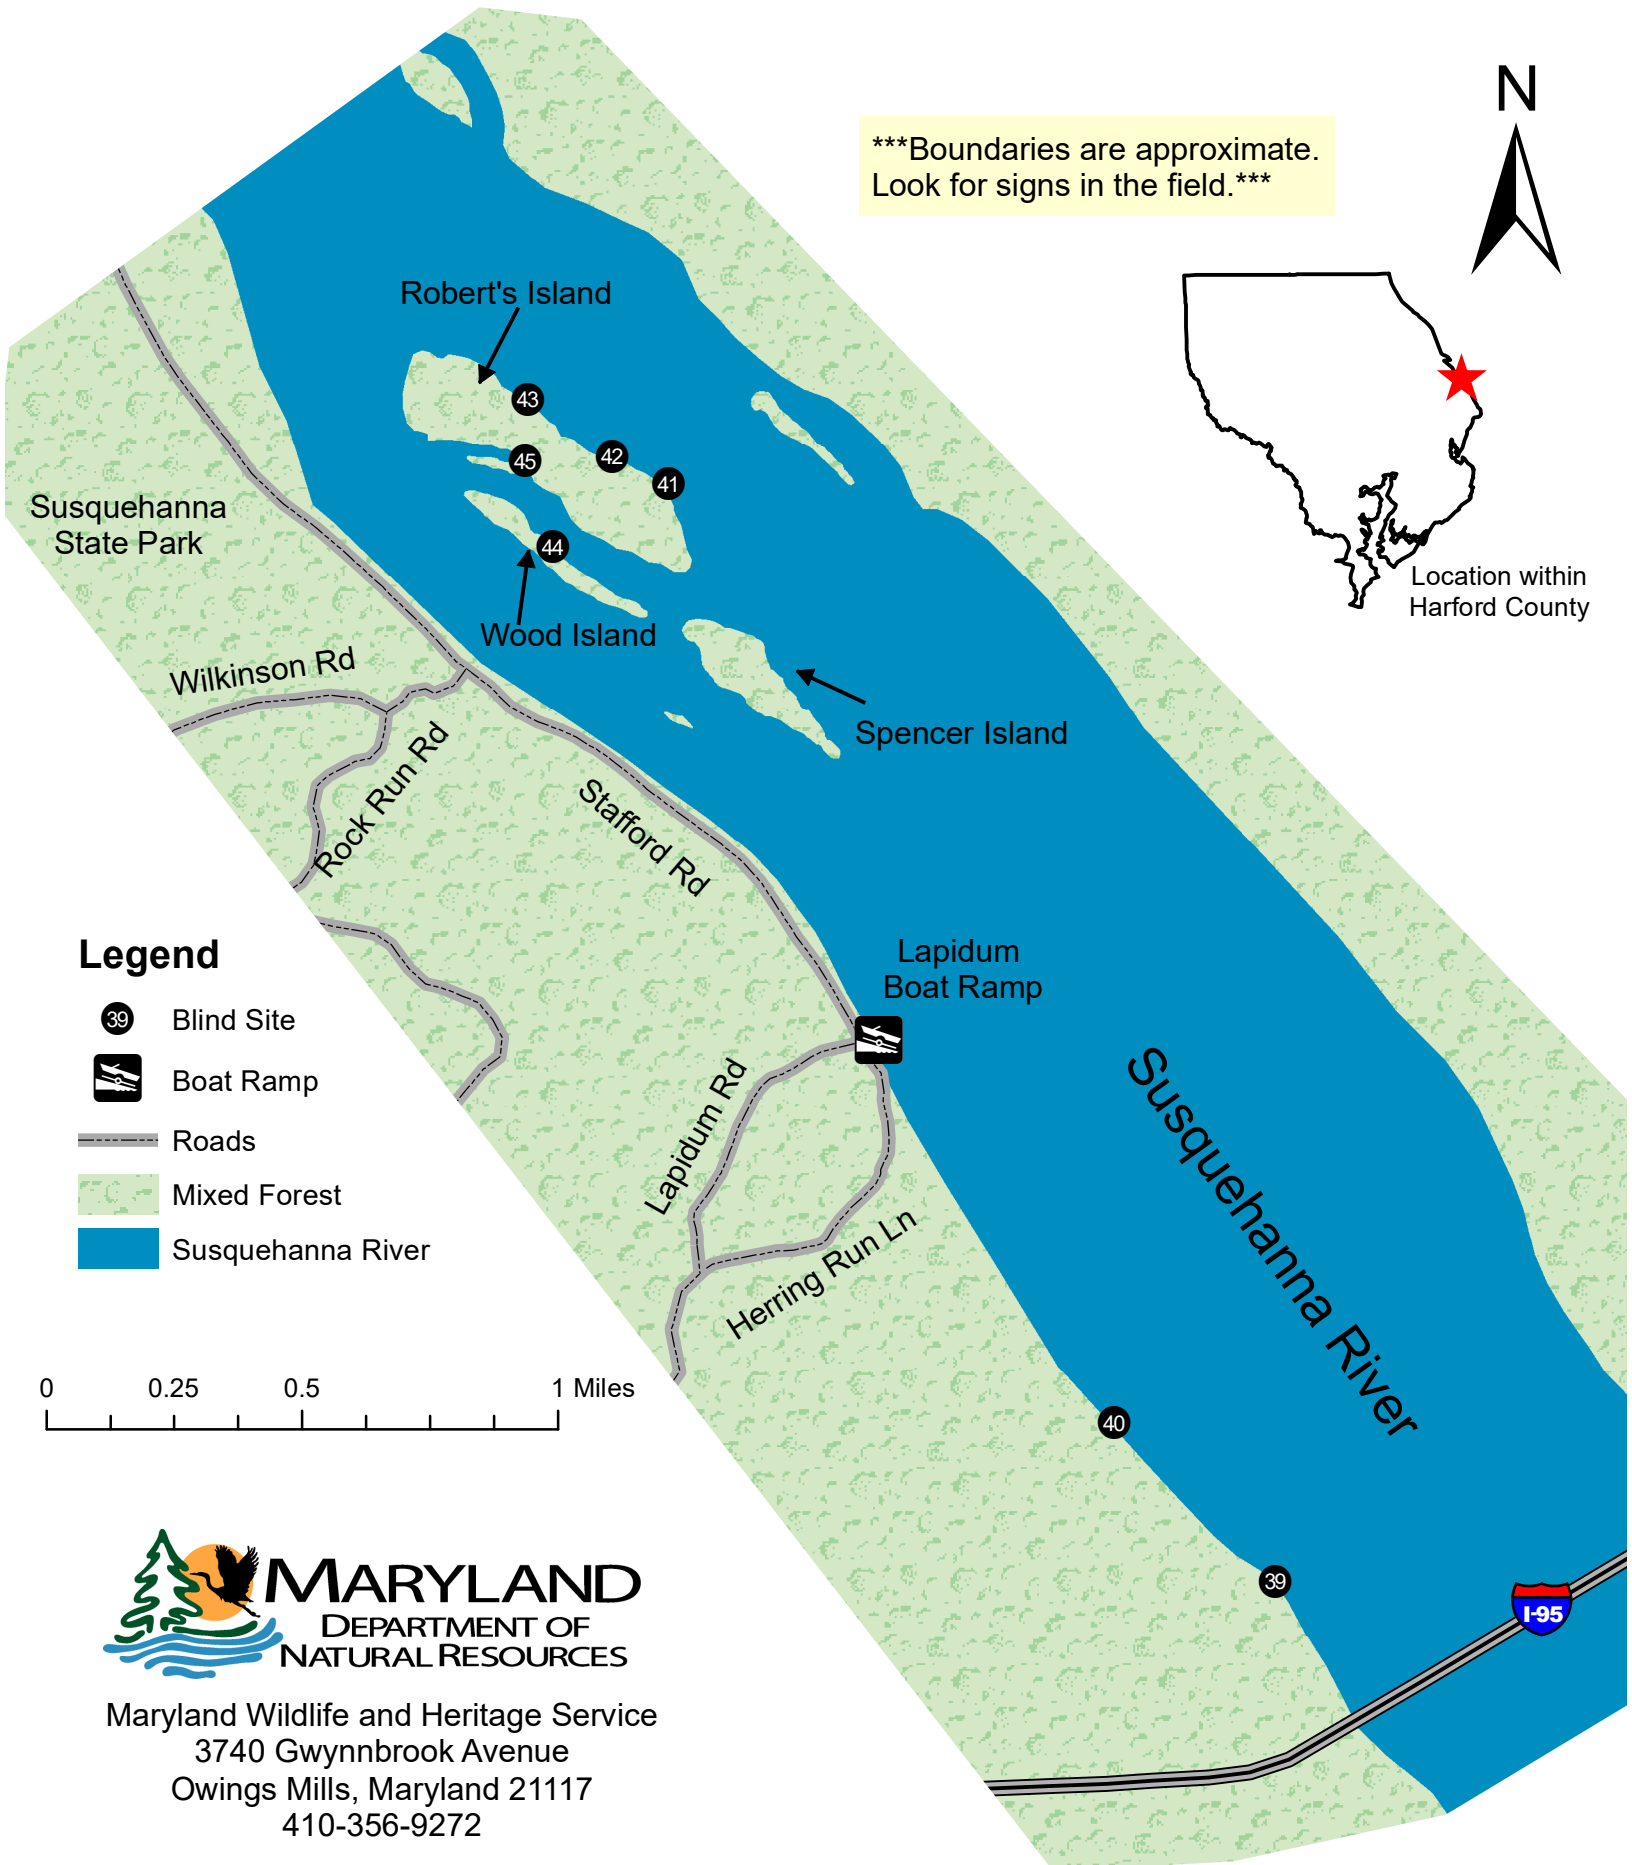 N
***Boundaries are approximate.
Look for signs in the field.***
Robert's Island
43
42
45
41
44
Susquehanna
State Park
Location within
Harford County
Wood Island
Wilkinson Rd
Spencer Island
Rock Run Rd
Stafford Rd
Lapidum
Boat Ramp
Legend
39 Blind Site
Boat Ramp
Roads
Mixed Forest
Susquehanna River
Lapidum Rd
Herring Run Ln
Susquehanna River
0 0.25 0.5 1 Miles
40
39
I-95
MARYLAND
DEPARTMENT OF
NATURAL RESOURCES
Maryland Wildlife and Heritage Service
3740 Gwynnbrook Avenue
Owings Mills, Maryland 21117
410-356-9272